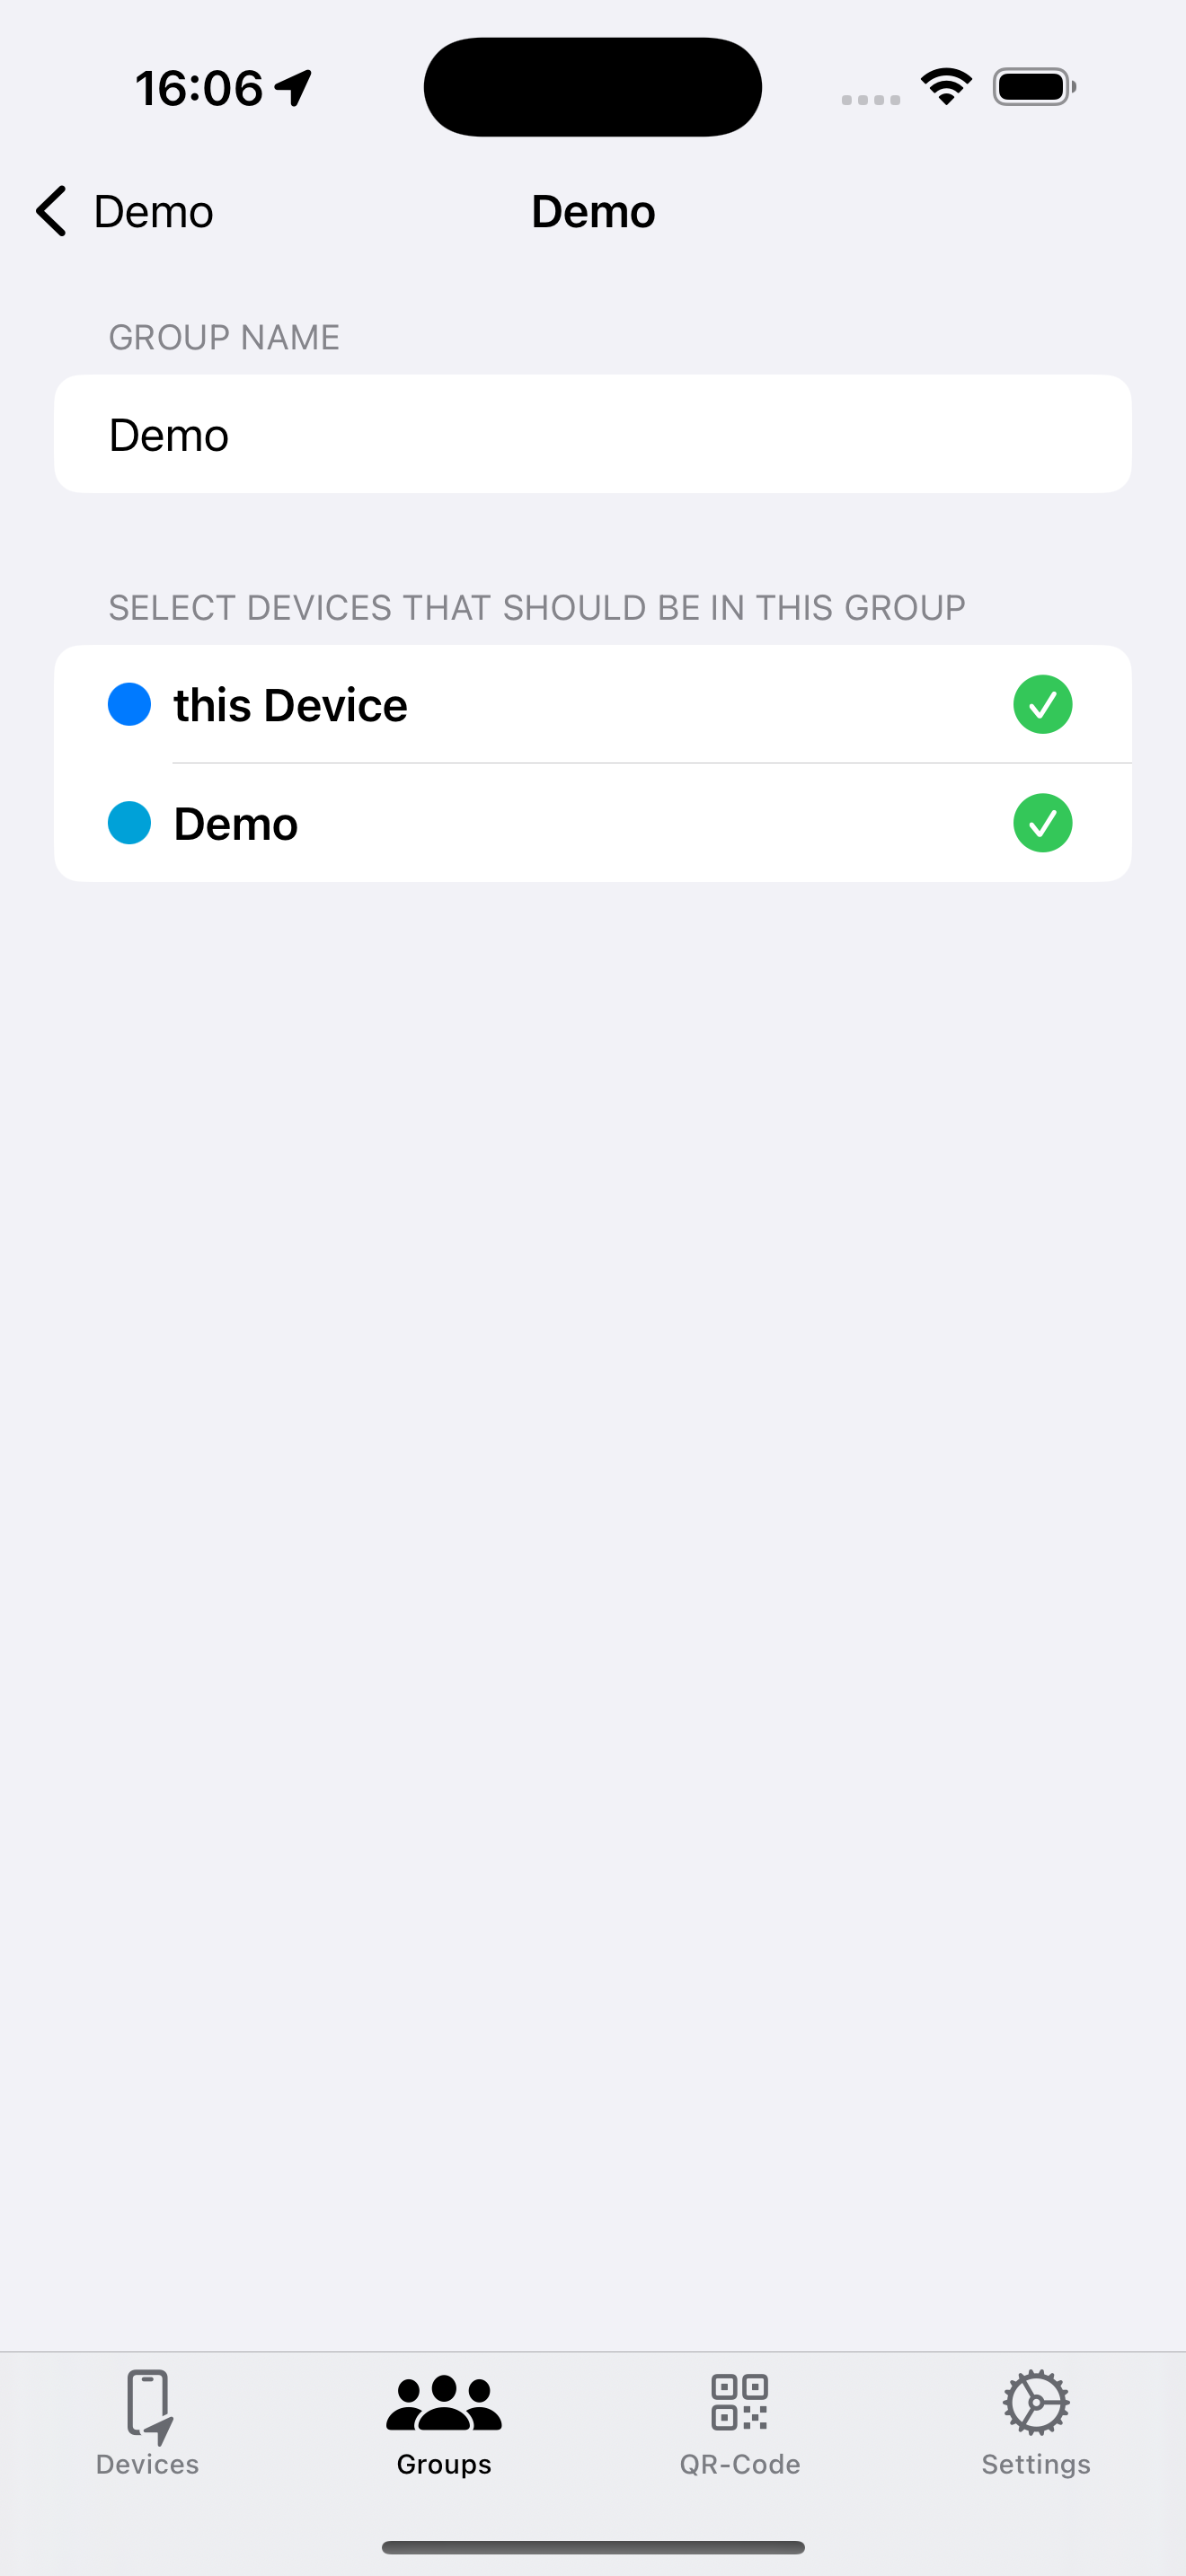 16:06
Demo
Demo
GROUP NAME
Demo
SELECT DEVICES THAT SHOULD BE IN THIS GROUP
this Device
Demo
Devices
Groups
QR-Code
Settings